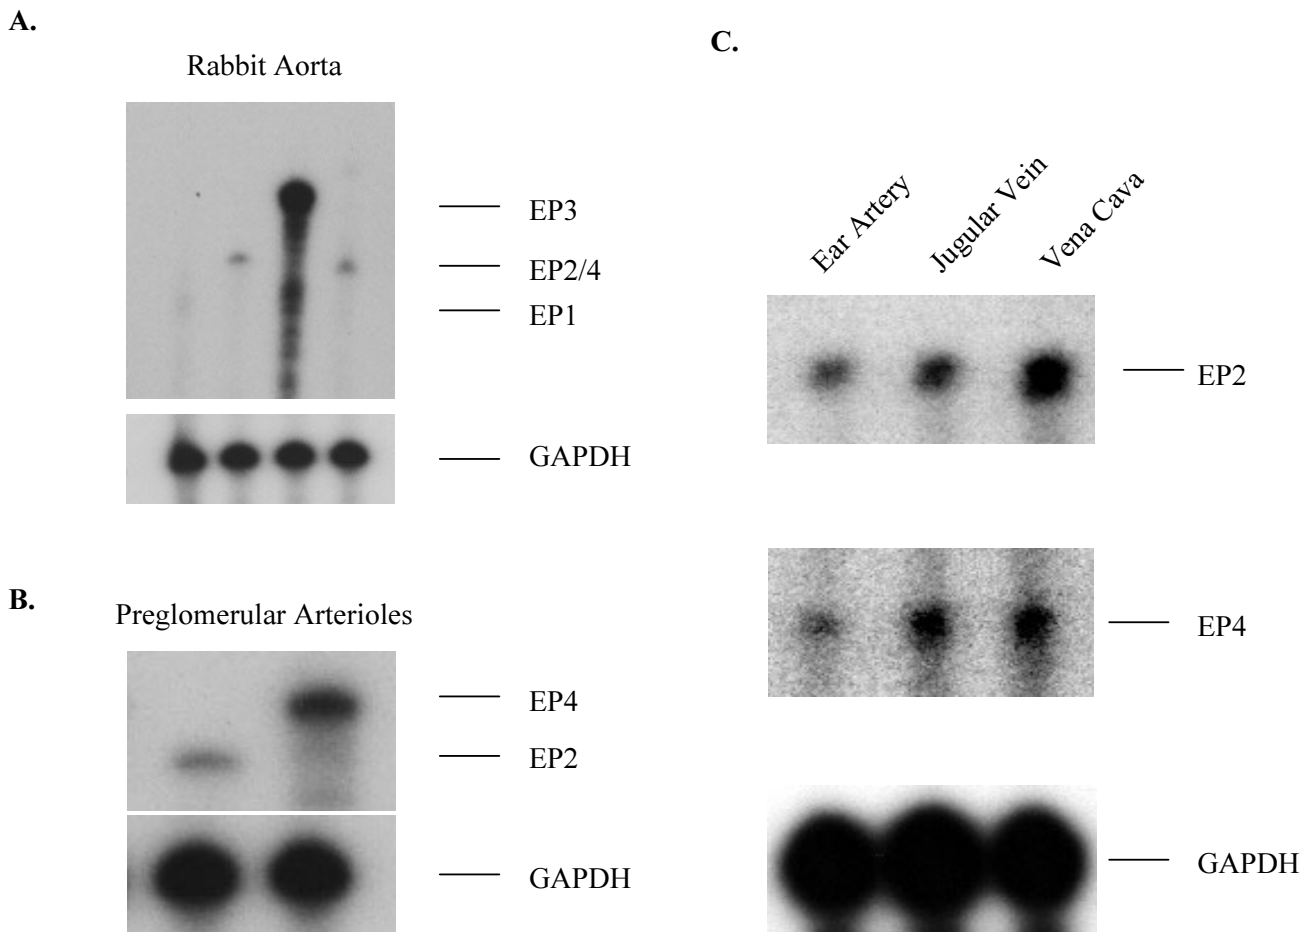 A.
Rabbit Aorta
EP3
EP2/4
EP1
GAPDH
B.
Preglomerular Arterioles
EP4
EP2
GAPDH
C.
Ear Artery
Jugular Vein
Vena Cava
EP2
EP4
GAPDH